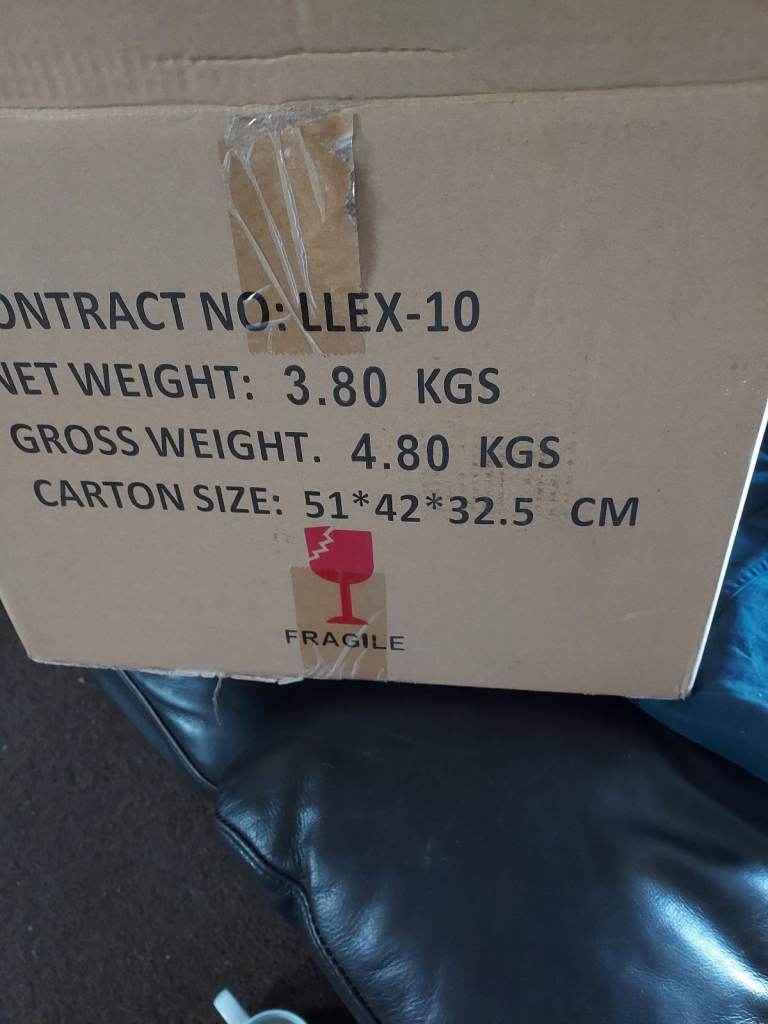 ONTRACT NO: LLEX-10
NET WEIGHT: 3.80 KGS
GROSS WEIGHT. 4.80 KGS
CARTON SIZE: 51*42*32.5 CM
FRAGILE